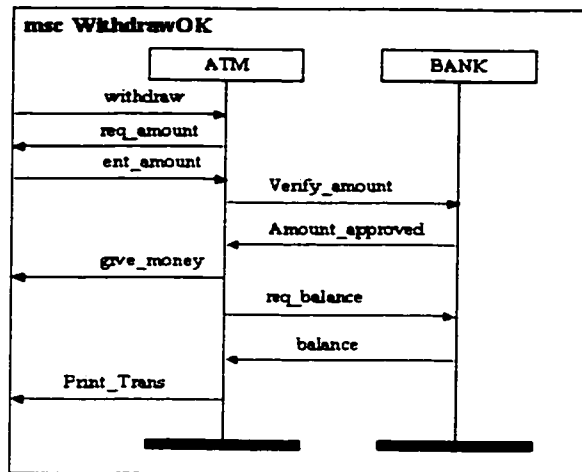 msc WithdrawOK
ATM
BANK
withdraw
req_amount
ent_amount
Verify_amount
Amount_approved
give_money
req_balance
balance
Print_Trans